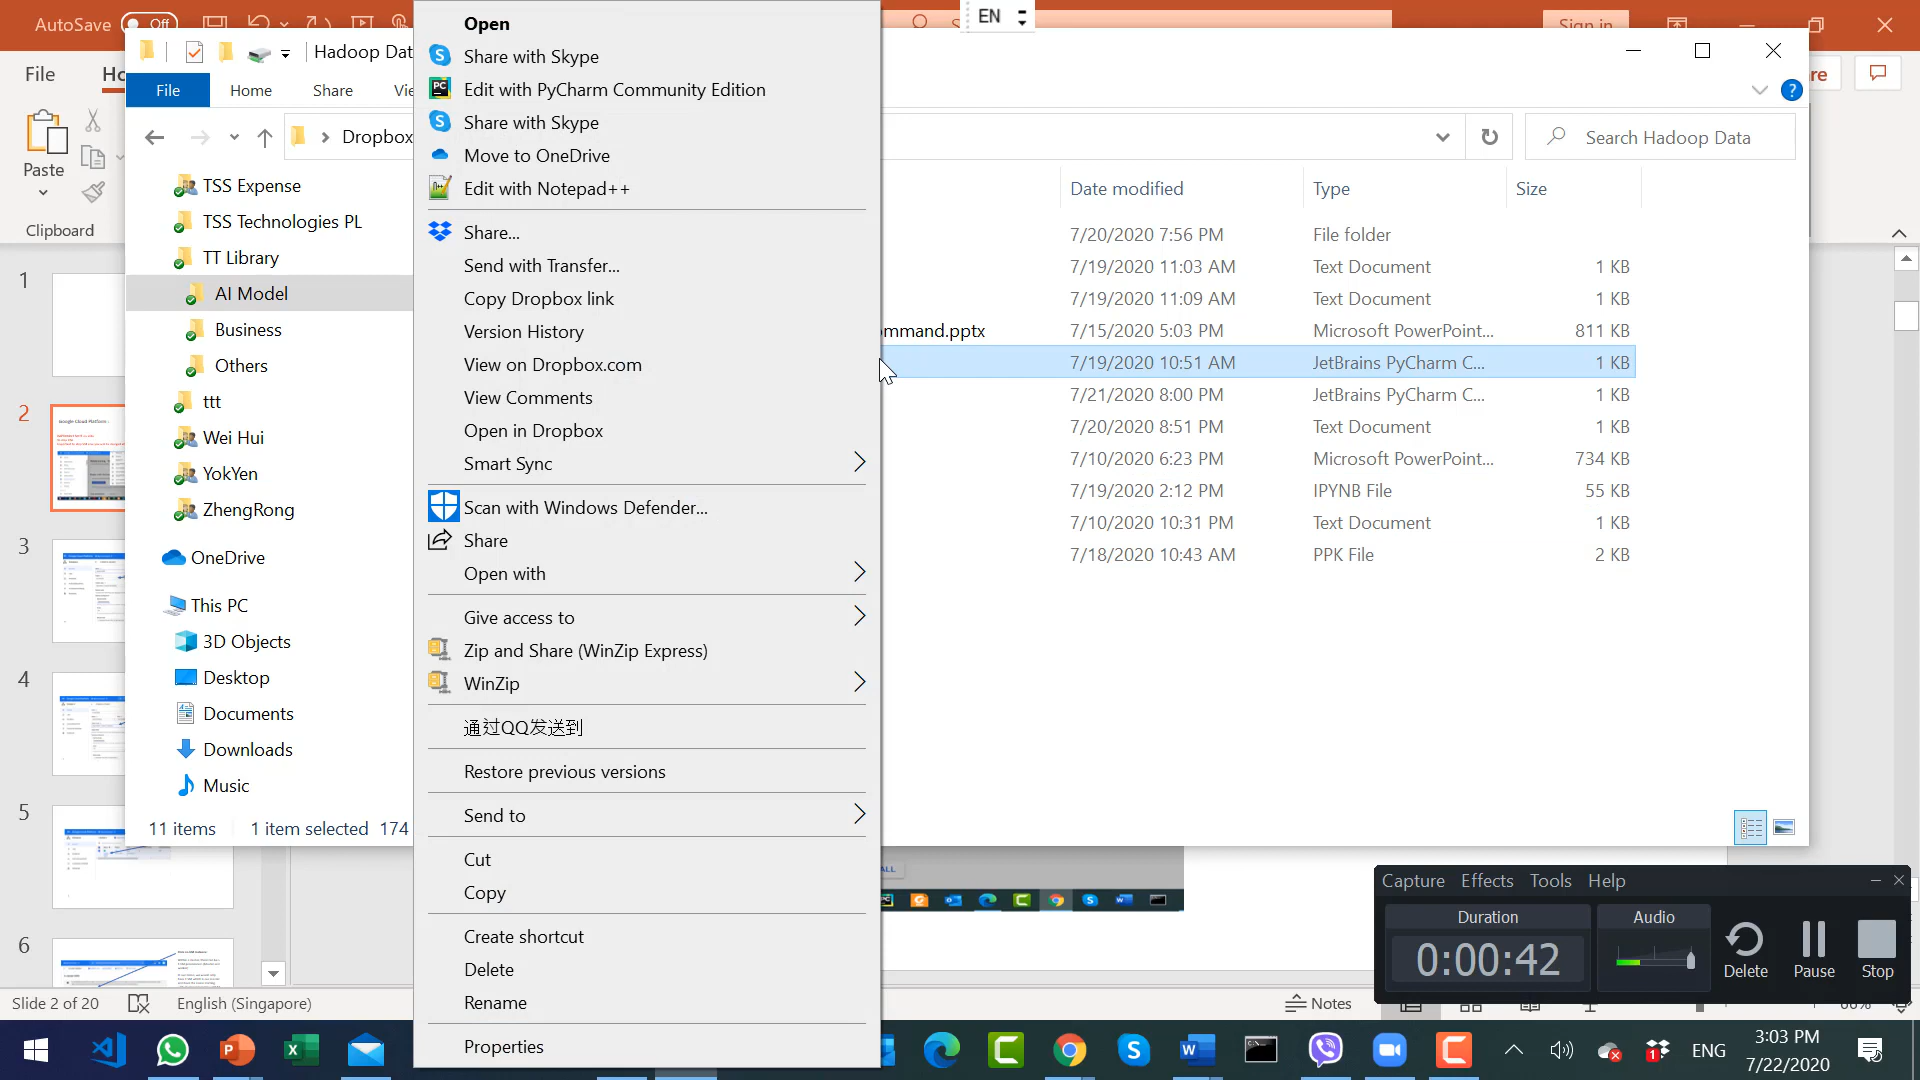 AutoSave Off
Sign in
EN
File
Paste
Clipboard
Hadoop Dat
File Home Share
Dropbox
Search Hadoop Data
TSS Expense
TSS Technologies PL
TT Library
AI Model
Business
Others
ttt
Wei Hui
YokYen
ZhengRong
OneDrive
This PC
3D Objects
Desktop
Documents
Downloads
Music
11 items 1 item selected 174
Open
Share with Skype
Edit with PyCharm Community Edition
Share with Skype
Move to OneDrive
Edit with Notepad++
Share...
Send with Transfer...
Copy Dropbox link
Version History
View on Dropbox.com
View Comments
Open in Dropbox
Smart Sync
Scan with Windows Defender...
Share
Open with
Give access to
Zip and Share (WinZip Express)
WinZip
通过QQ发送到
Restore previous versions
Send to
Cut
Copy
Create shortcut
Delete
Rename
Properties
Date modified Type Size
7/20/2020 7:56 PM File folder
7/19/2020 11:03 AM Text Document 1 KB
7/19/2020 11:09 AM Text Document 1 KB
ommand.pptx 7/15/2020 5:03 PM Microsoft PowerPoint... 811 KB
7/19/2020 10:51 AM JetBrains PyCharm C... 1 KB
7/21/2020 8:00 PM JetBrains PyCharm C... 1 KB
7/20/2020 8:51 PM Text Document 1 KB
7/10/2020 6:23 PM Microsoft PowerPoint... 734 KB
7/19/2020 2:12 PM IPYNB File 55 KB
7/10/2020 10:31 PM Text Document 1 KB
7/18/2020 10:43 AM PPK File 2 KB
1
2
Google Cloud Platform :
3
4
5
6
Capture Effects Tools Help
Duration
0:00:42
Audio
Delete
Pause
Stop
Slide 2 of 20 English (Singapore)
Notes
ENG
3:03 PM
7/22/2020